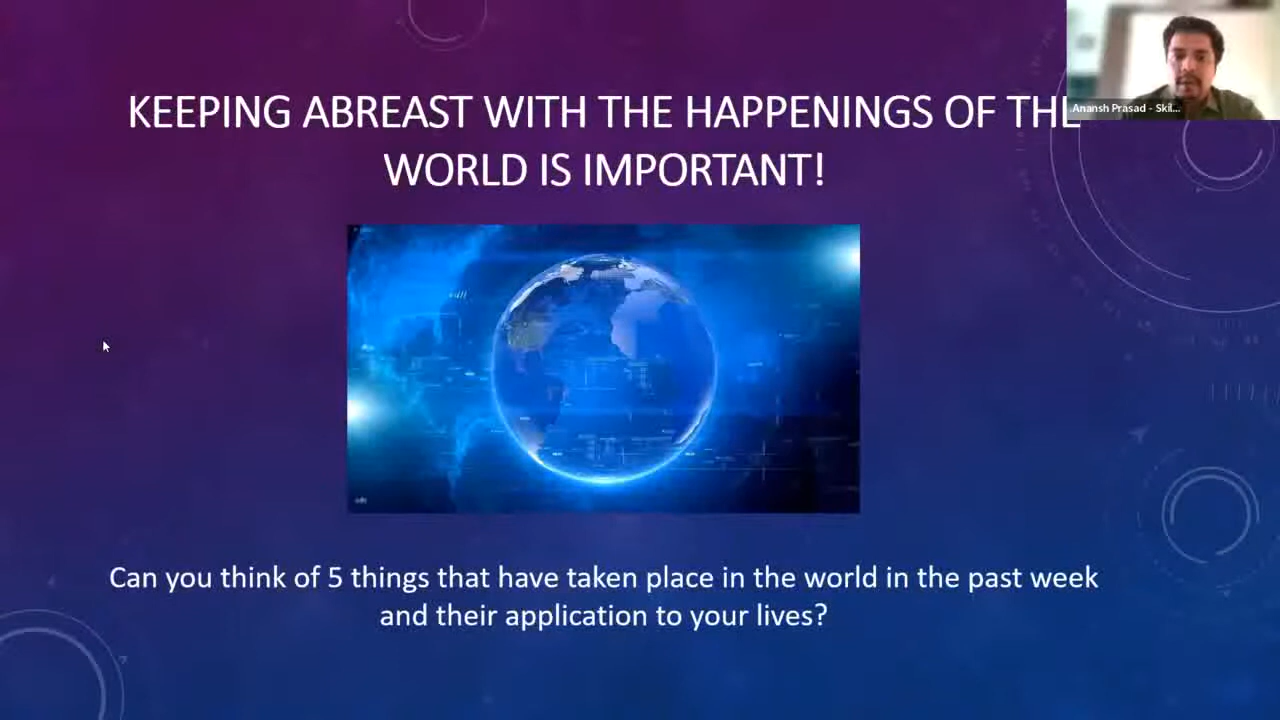 KEEPING ABREAST WITH THE HAPPENINGS OF THE
WORLD IS IMPORTANT!
Anansh Prasad - Skil...
Can you think of 5 things that have taken place in the world in the past week
and their application to your lives?